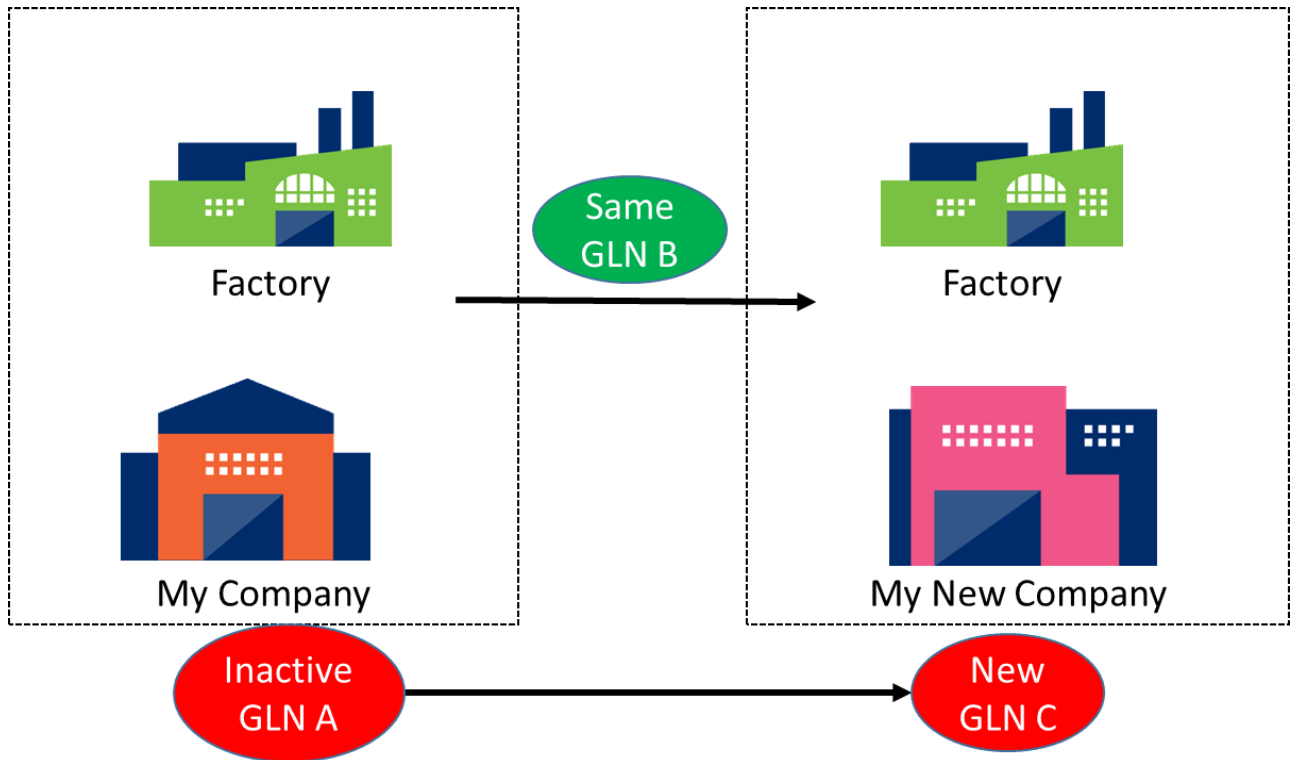 Same
GLN B
Factory
Factory
My Company
My New Company
Inactive
GLN A
New
GLN C